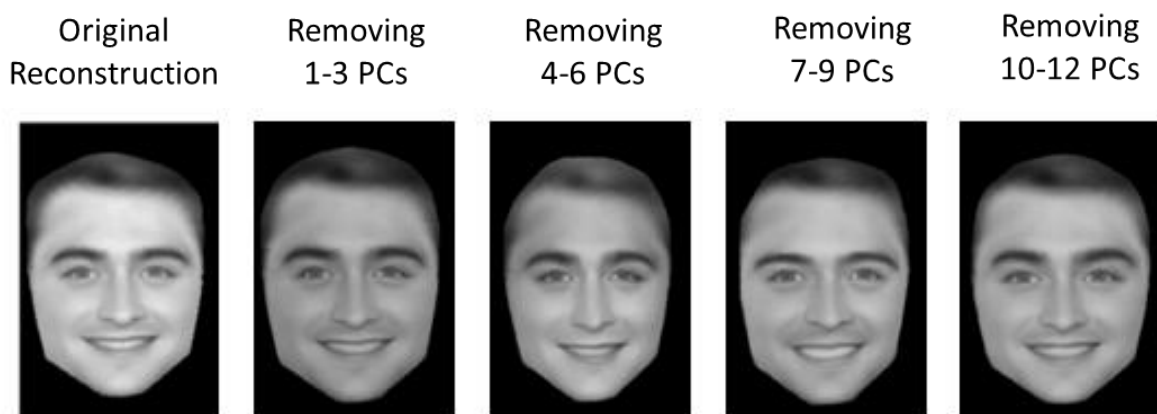 Original
Reconstruction
Removing
1-3 PCs
Removing
4-6 PCs
Removing
7-9 PCs
Removing
10-12 PCs